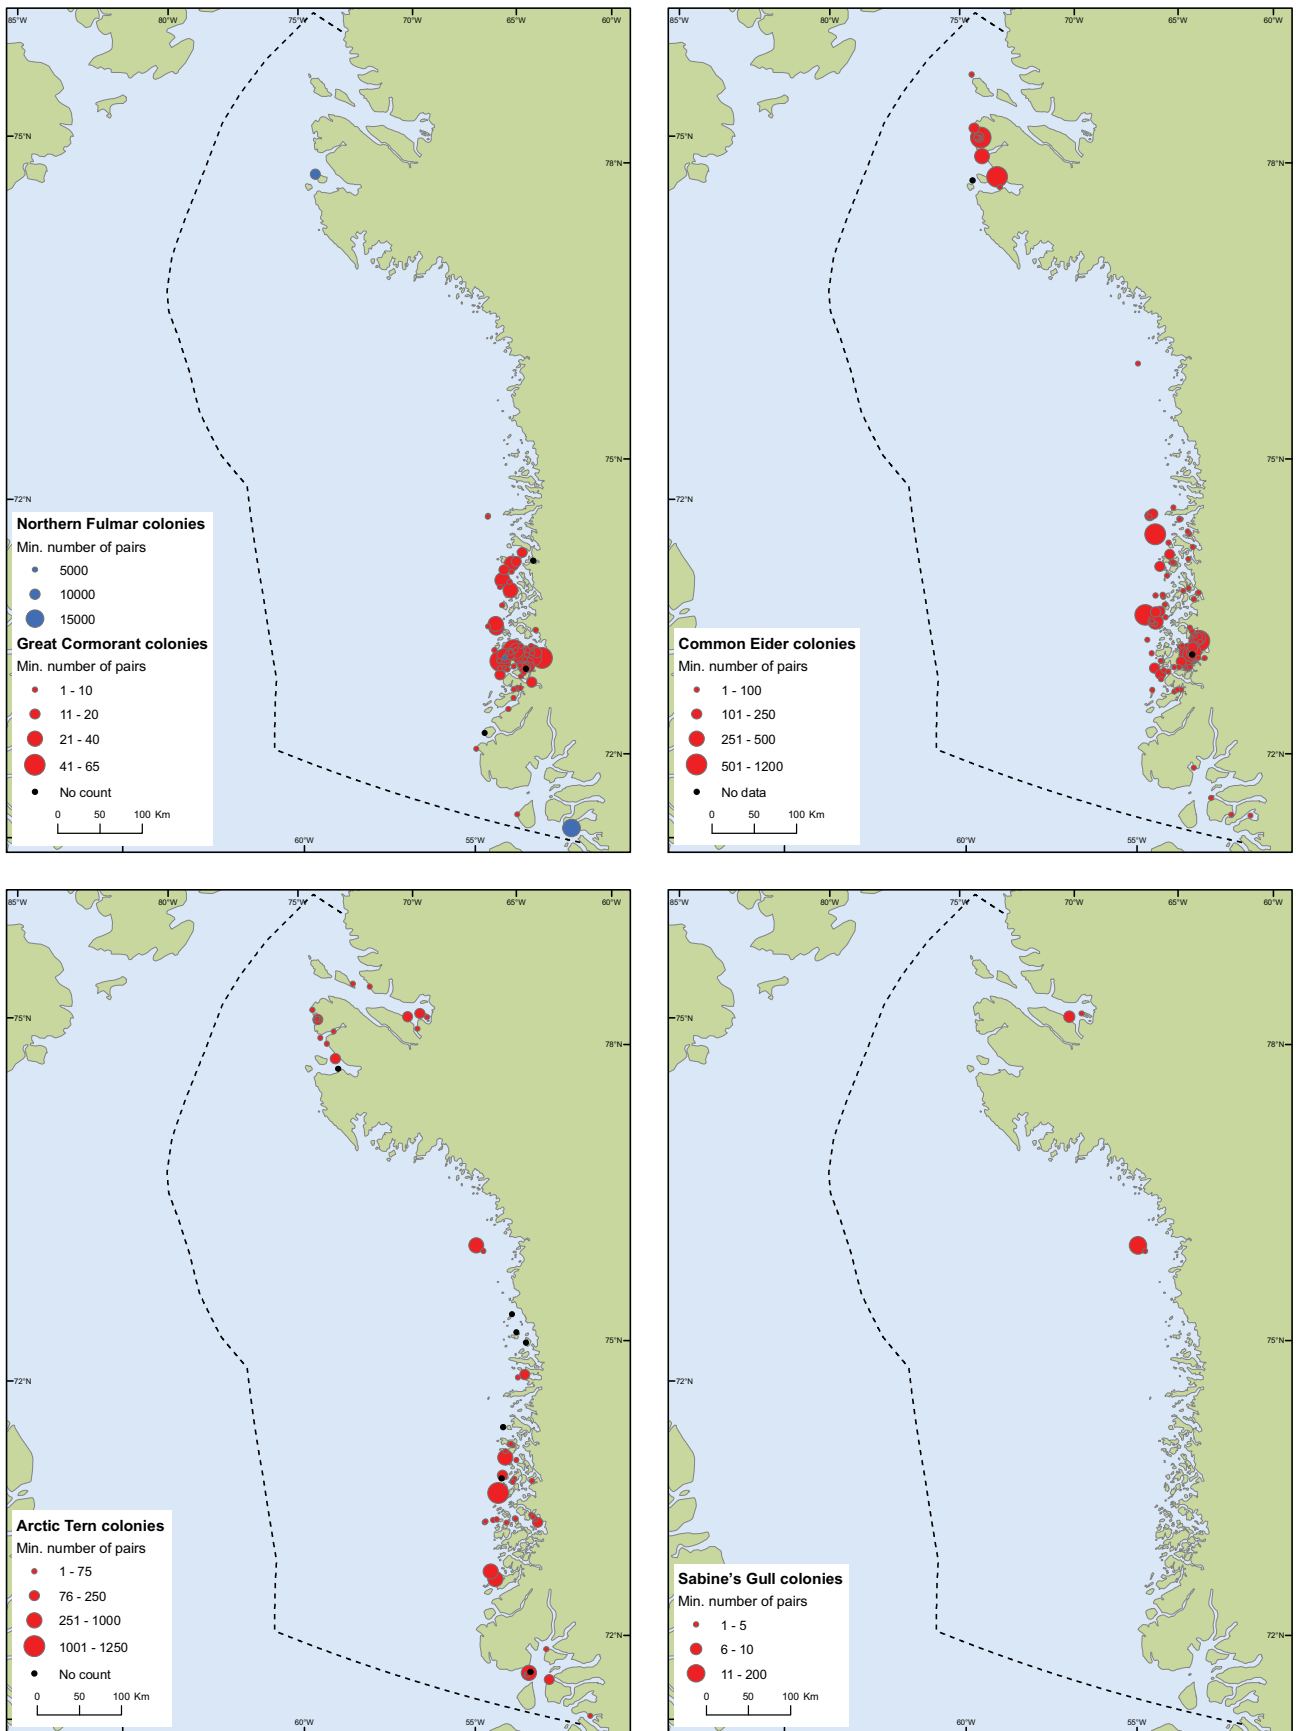 85°W 80°W 75°W 70°W 65°W 60°W
75°N
78°N
75°N
72°N
72°N
60°W 55°W
Northern Fulmar colonies
Min. number of pairs
5000
10000
15000
Great Cormorant colonies
Min. number of pairs
1 - 10
11 - 20
21 - 40
41 - 65
No count
0 50 100 Km
85°W 80°W 75°W 70°W 65°W 60°W
75°N
78°N
75°N
72°N
72°N
60°W 55°W
Common Eider colonies
Min. number of pairs
1 - 100
101 - 250
251 - 500
501 - 1200
No data
0 50 100 Km
85°W 80°W 75°W 70°W 65°W 60°W
75°N
78°N
75°N
72°N
72°N
60°W 55°W
Arctic Tern colonies
Min. number of pairs
1 - 75
76 - 250
251 - 1000
1001 - 1250
No count
0 50 100 Km
85°W 80°W 75°W 70°W 65°W 60°W
75°N
78°N
75°N
72°N
72°N
60°W 55°W
Sabine's Gull colonies
Min. number of pairs
1 - 5
6 - 10
11 - 200
0 50 100 Km